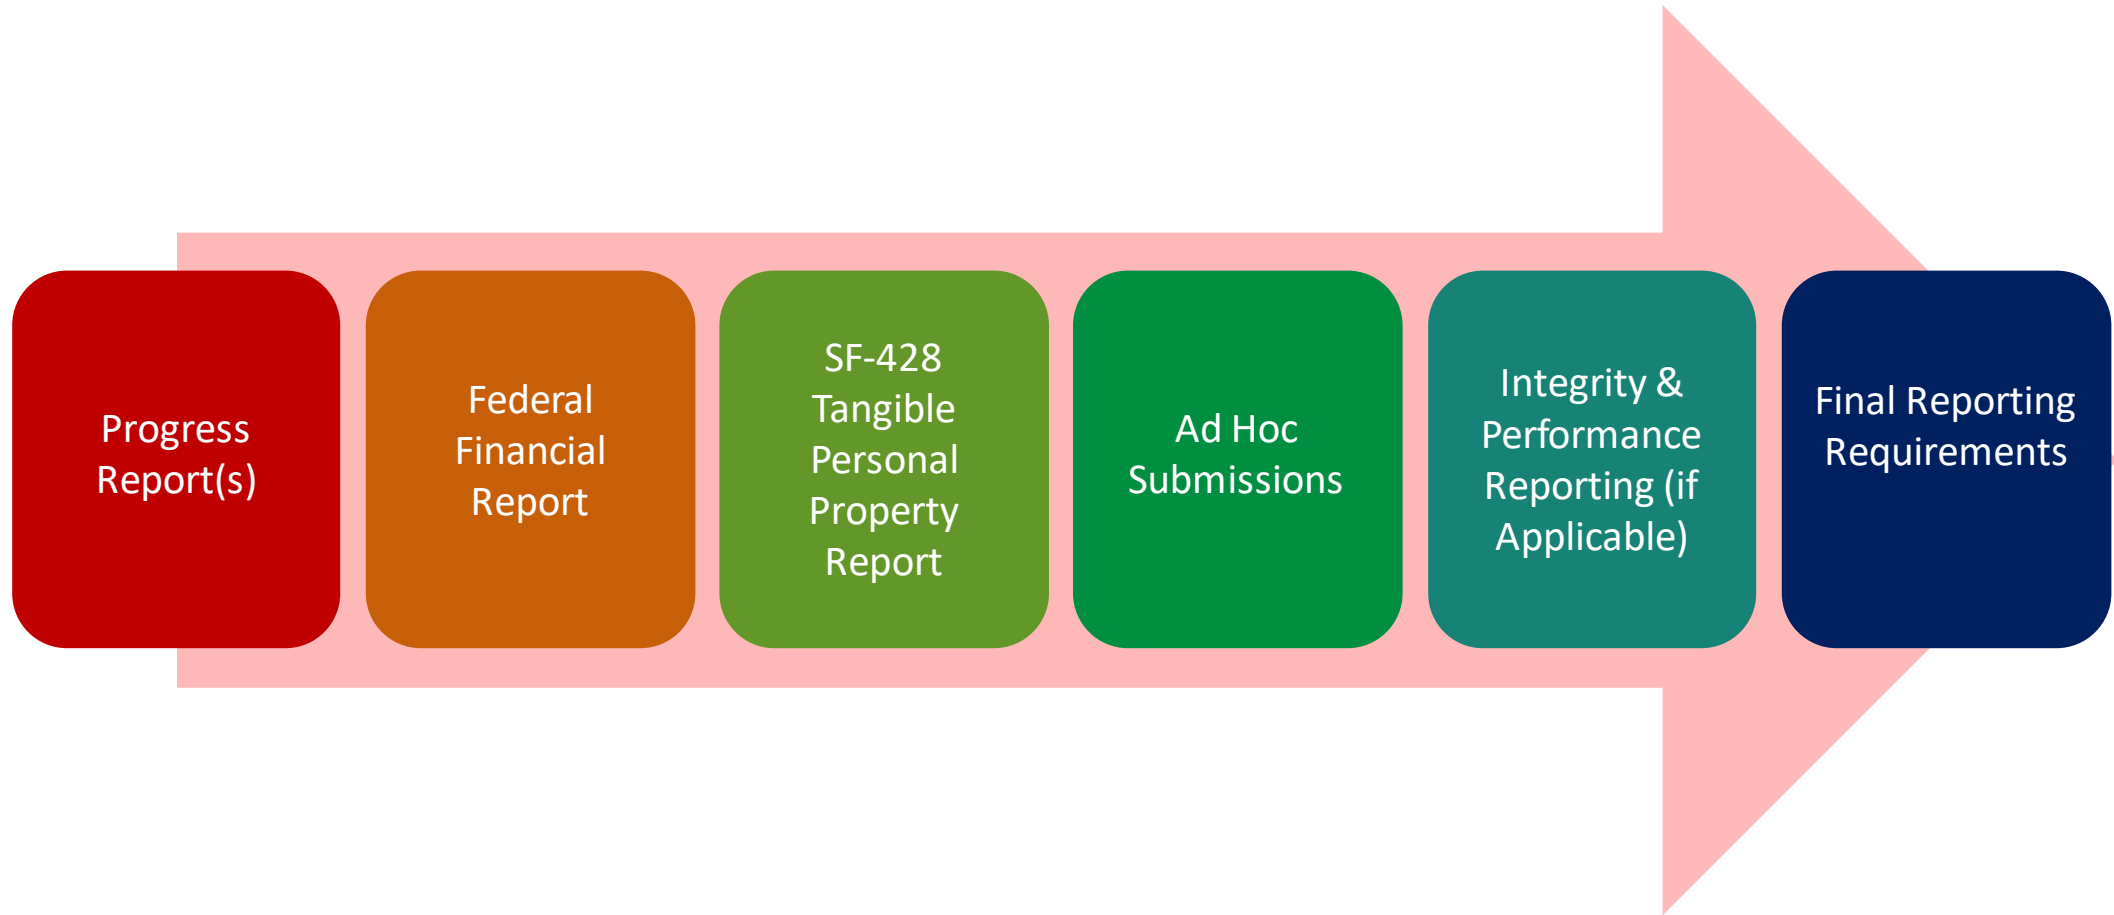 Progress
Report(s)
Federal
Financial
Report
SF-428
Tangible
Personal
Property
Report
Ad Hoc
Submissions
Integrity &
Performance
Reporting (if
Applicable)
Final Reporting
Requirements